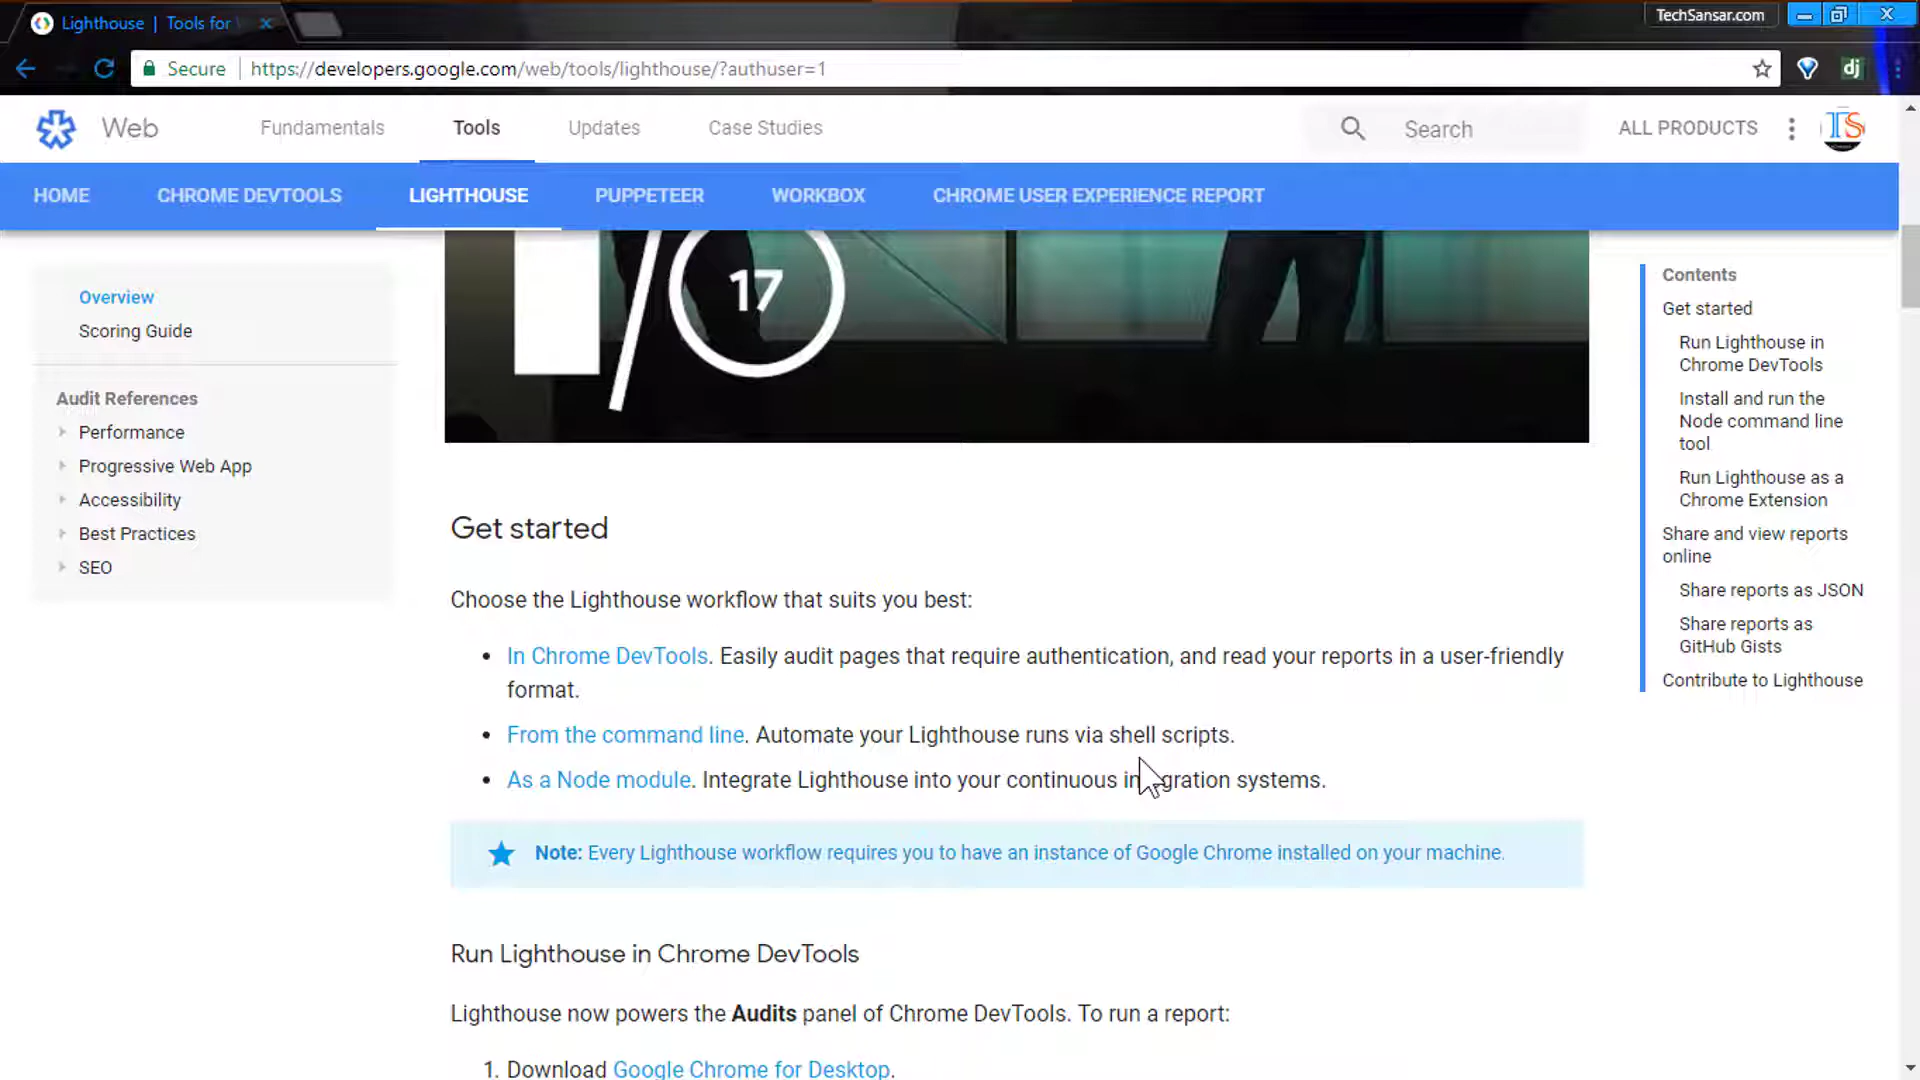 Lighthouse | Tools for
TechSansar.com
Secure
https://developers.google.com/web/tools/lighthouse/?authuser=1
dj
Web
Fundamentals
Tools
Updates
Case Studies
Search
ALL PRODUCTS
TS
HOME
CHROME DEVTOOLS
LIGHTHOUSE
PUPPETEER
WORKBOX
CHROME USER EXPERIENCE REPORT
Overview
Scoring Guide
Audit References
Performance
Progressive Web App
Accessibility
Best Practices
SEO
I/O 17
Get started
Choose the Lighthouse workflow that suits you best:
• In Chrome DevTools. Easily audit pages that require authentication, and read your reports in a user-friendly
format.
• From the command line. Automate your Lighthouse runs via shell scripts.
• As a Node module. Integrate Lighthouse into your continuous integration systems.
Note: Every Lighthouse workflow requires you to have an instance of Google Chrome installed on your machine.
Run Lighthouse in Chrome DevTools
Lighthouse now powers the Audits panel of Chrome DevTools. To run a report:
1. Download Google Chrome for Desktop.
Contents
Get started
Run Lighthouse in
Chrome DevTools
Install and run the
Node command line
tool
Run Lighthouse as a
Chrome Extension
Share and view reports
online
Share reports as JSON
Share reports as
GitHub Gists
Contribute to Lighthouse